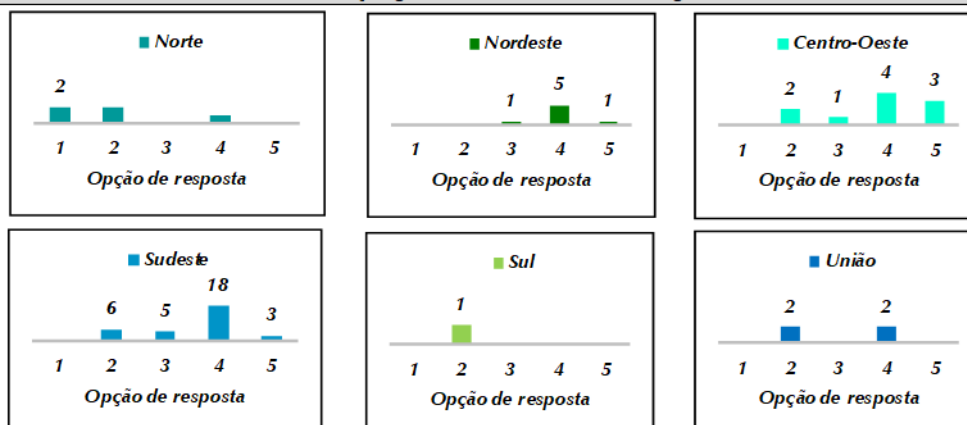 Norte
2
1 2 3 4 5
Opção de resposta
Nordeste
1 5 1
1 2 3 4 5
Opção de resposta
Centro-Oeste
2 1 4 3
1 2 3 4 5
Opção de resposta
Sudeste
6 5 18 3
1 2 3 4 5
Opção de resposta
Sul
1
1 2 3 4 5
Opção de resposta
União
2 2
1 2 3 4 5
Opção de resposta